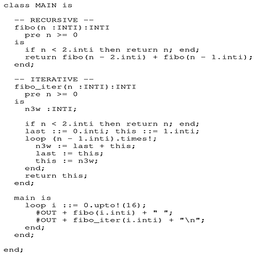 class MAIN is
-- RECURSIVE --
fibo(n :INTI):INTI
pre n >= 0
is
if n < 2.inti then return n; end;
return fibo(n - 2.inti) + fibo(n - 1.inti);
end;
-- ITERATIVE --
fibo_iter(n :INTI):INTI
pre n >= 0
is
n3w :INTI;
if n < 2.inti then return n; end;
last ::= 0.inti; this ::= 1.inti;
loop (n - 1.inti).times!;
n3w := last + this;
last := this;
this := n3w;
end;
return this;
end;
main is
loop i ::= 0.upto!(16);
#OUT + fibo(i.inti) + " ";
#OUT + fibo_iter(i.inti) + "\n";
end;
end;
end;